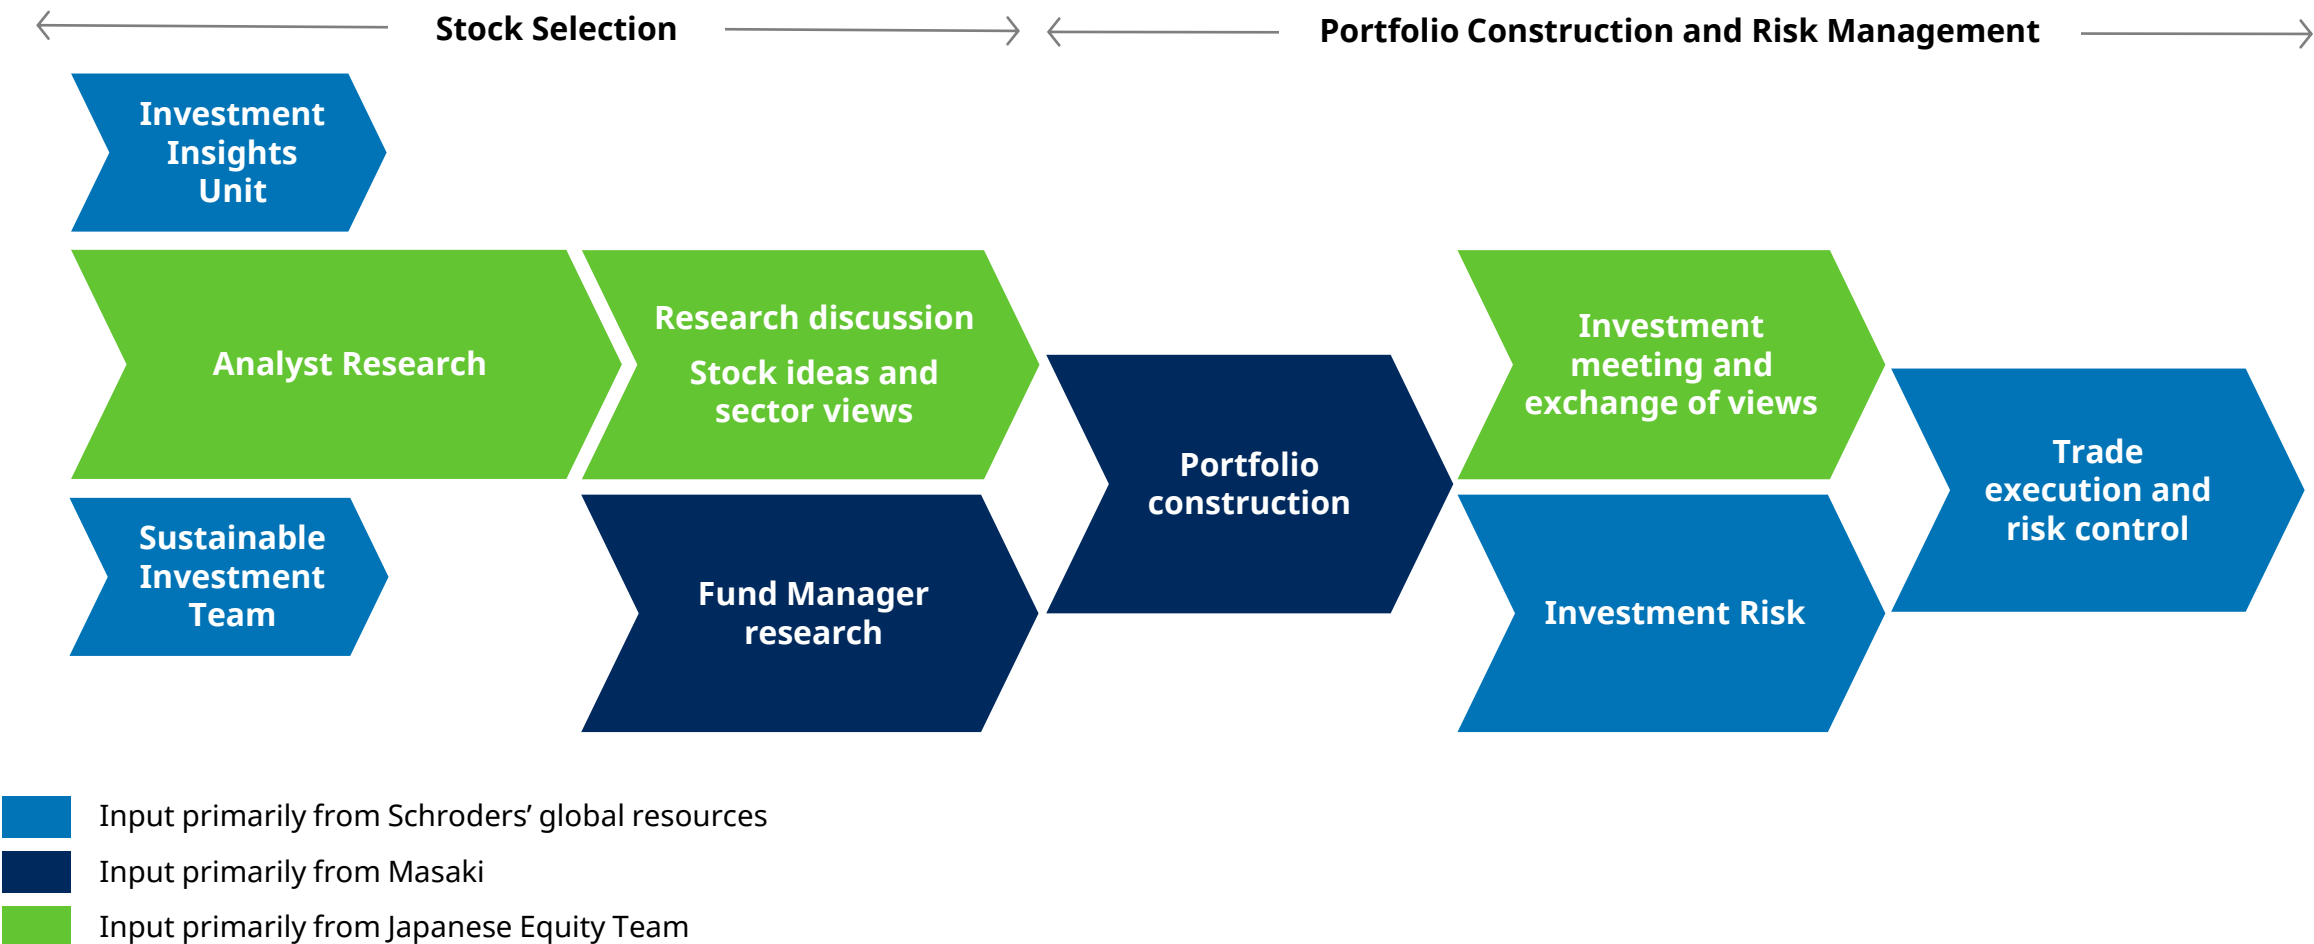 Stock Selection
Portfolio Construction and Risk Management
Investment
Insights
Unit
Analyst Research
Research discussion
Stock ideas and
sector views
Sustainable
Investment
Team
Fund Manager
research
Portfolio
construction
Investment
meeting and
exchange of views
Investment Risk
Trade
execution and
risk control
Input primarily from Schroders’ global resources
Input primarily from Masaki
Input primarily from Japanese Equity Team